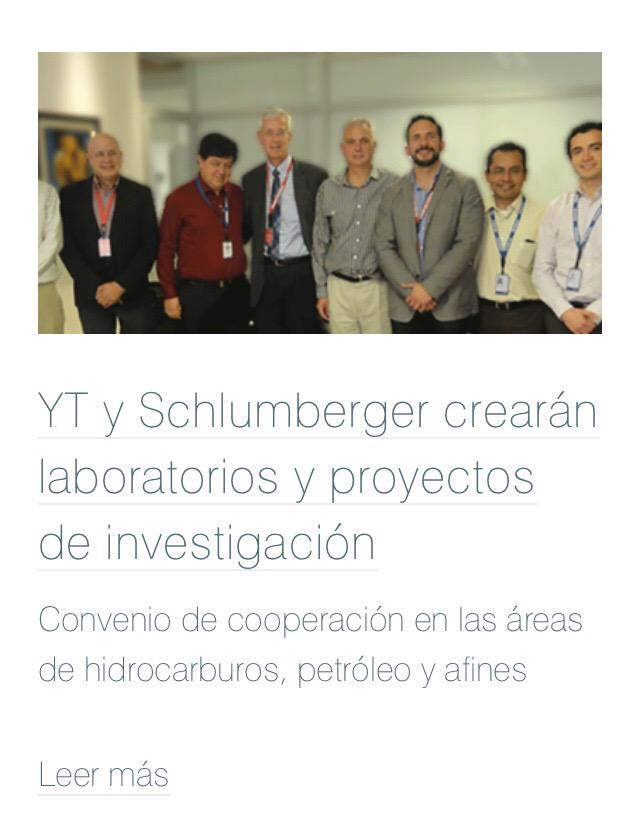 YT y Schlumberger crearán
laboratorios y proyectos
de investigación
Convenio de cooperación en las áreas
de hidrocarburos, petróleo y afines
Leer más